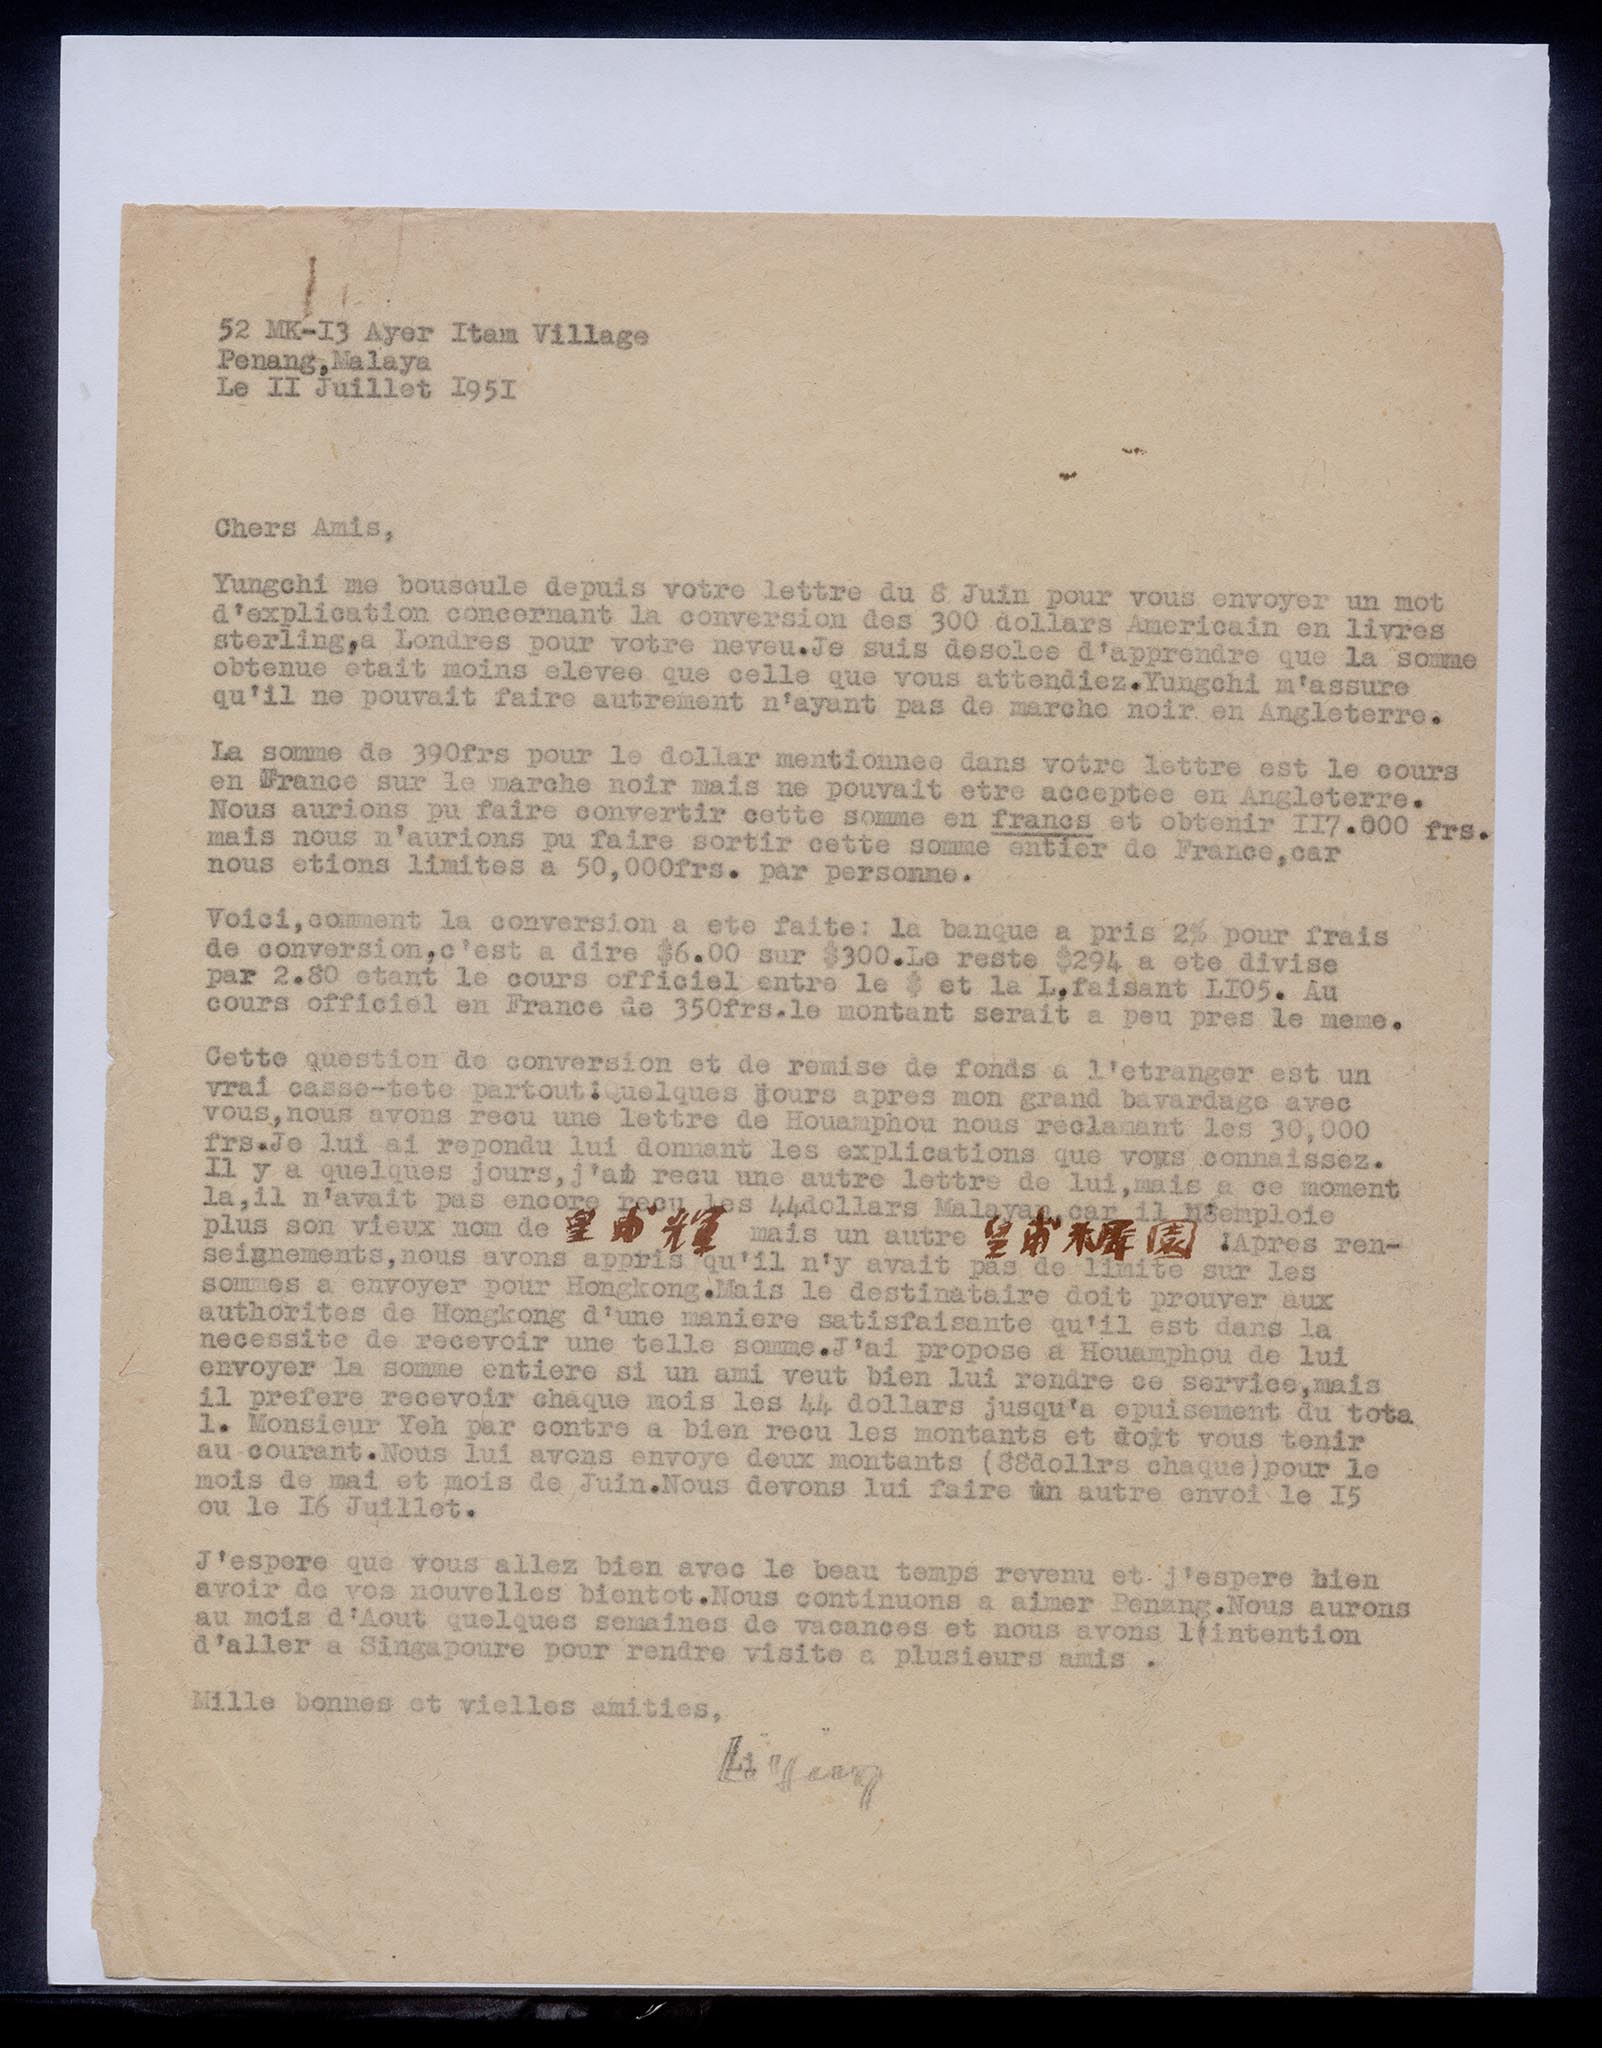 52 MK-I3 Ayer Itam Village
Penang,Malaya
Le II Juillet I95I
Chers Amis,
Yungchi me bouscule depuis votre lettre du 8 Juin pour vous envoyer un mot
d'explication concernant la conversion des 300 dollars Americain en livres
sterling,a Londres pour votre neveu.Je suis desolee d'apprendre que la somme
obtenue etait moins elevee que celle que vous attendiez.Yungchi m'assure
qu'il ne pouvait faire autrement n'ayant pas de marche noir en Angleterre.
La somme de 390frs pour le dollar mentionnee dans votre lettre est le cours
en France sur le marche noir mais ne pouvait etre acceptee en Angleterre.
Nous aurions pu faire convertir cette somme en francs et obtenir II7.000 frs.
mais nous n'aurions pu faire sortir cette somme entier de France,car
nous etions limites a 50,000frs. par personne.
Voici,comment la conversion a ete faite: la banque a pris 2% pour frais
de conversion,c'est a dire $6.00 sur $300.Le reste $294 a ete divise
par 2.80 etant le cours officiel entre le $ et la L,faisant LI05. Au
cours officiel en France de 350frs.le montant serait a peu pres le meme.
Cette question de conversion et de remise de fonds a l'etranger est un
vrai casse-tete partout!Quelques jours apres mon grand bavardage avec
vous,nous avons recu une lettre de Houamphou nous reclamant les 30,000
frs.Je lui ai repondu lui donnant les explications que vous connaissez.
Il y a quelques jours,j'ai recu une autre lettre de lui,mais a ce moment
la,il n'avait pas encore recu les 44dollars Malayan,car il n'emploie
plus son vieux nom de 皇甫輝 mais un autre 皇甫 園 !Apres ren-
seignements,nous avons appris qu'il n'y avait pas de limite sur les
sommes a envoyer pour Hongkong.Mais le destinataire doit prouver aux
authorites de Hongkong d'une maniere satisfaisante qu'il est dans la
necessite de recevoir une telle somme.J'ai propose a Houamphou de lui
envoyer la somme entiere si un ami veut bien lui rendre ce service,mais
il prefere recevoir chaque mois les 44 dollars jusqu'a epuisement du tota
l. Monsieur Yeh par contre a bien recu les montants et doit vous tenir
au courant.Nous lui avons envoye deux montants (88dollrs chaque)pour le
mois de mai et mois de Juin.Nous devons lui faire un autre envoi le I5
ou le I6 Juillet.
J'espere que vous allez bien avec le beau temps revenu et j'espere bien
avoir de vos nouvelles bientot.Nous continuons a aimer Penang.Nous aurons
au mois d'Aout quelques semaines de vacances et nous avons l'intention
d'aller a Singapoure pour rendre visite a plusieurs amis .
Mille bonnes et vielles amities,